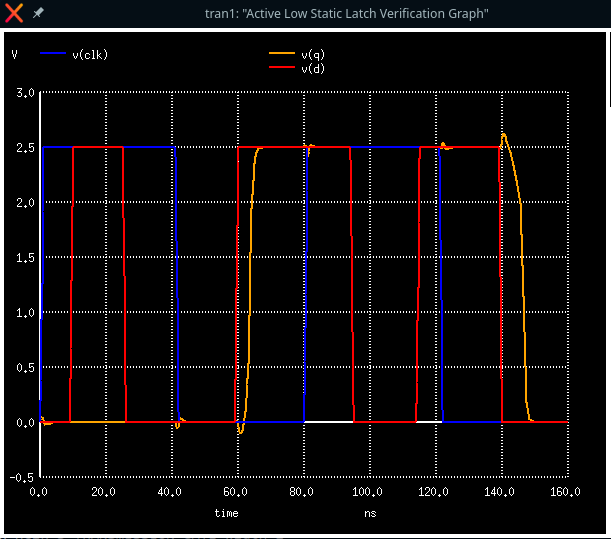 tran1: "Active Low Static Latch Verification Graph"
V v(clk) v(q)
v(d)
3.0
2.5
2.0
1.5
1.0
0.5
0.0
-0.5
0.0 20.0 40.0 60.0 80.0 100.0 120.0 140.0 160.0
time ns